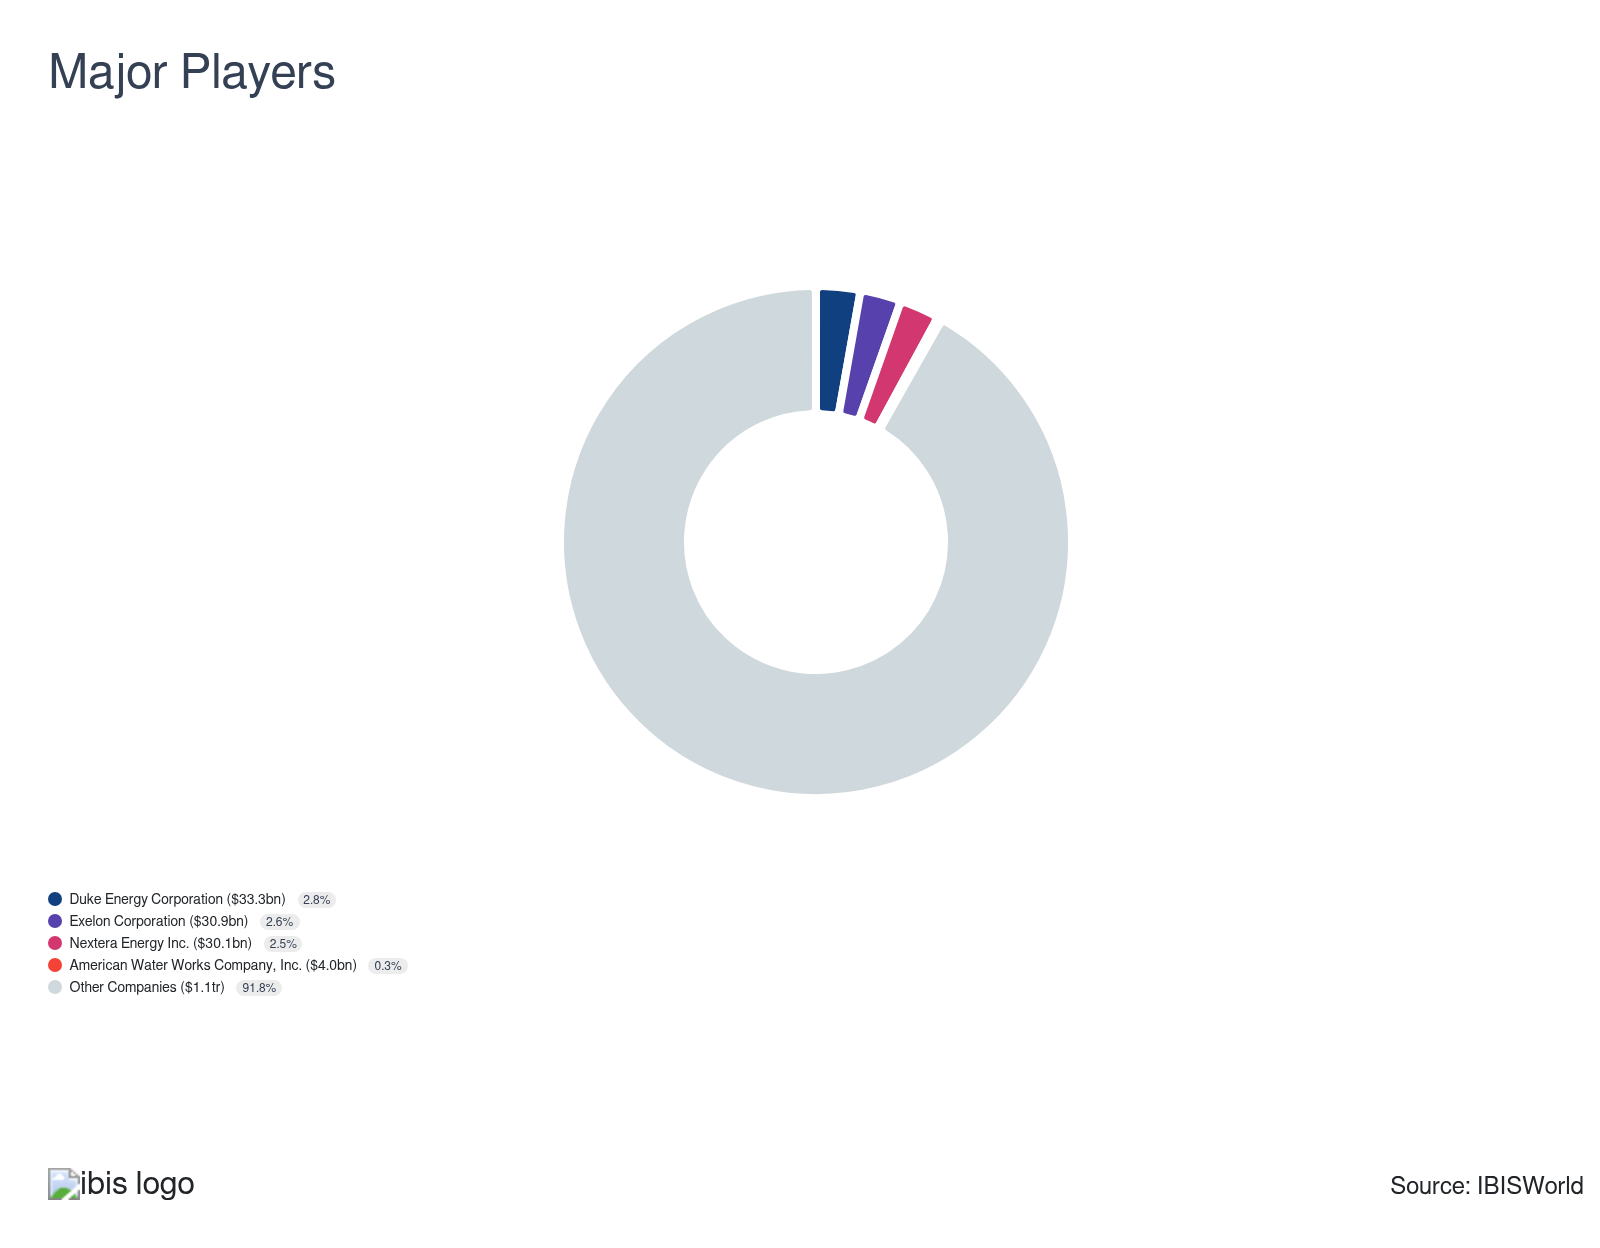 Major Players
Duke Energy Corporation ($33.3bn) 2.8%
Exelon Corporation ($30.9bn) 2.6%
Nextera Energy Inc. ($30.1bn) 2.5%
American Water Works Company, Inc. ($4.0bn) 0.3%
Other Companies ($1.1tr) 91.8%
ibis logo
Source: IBISWorld